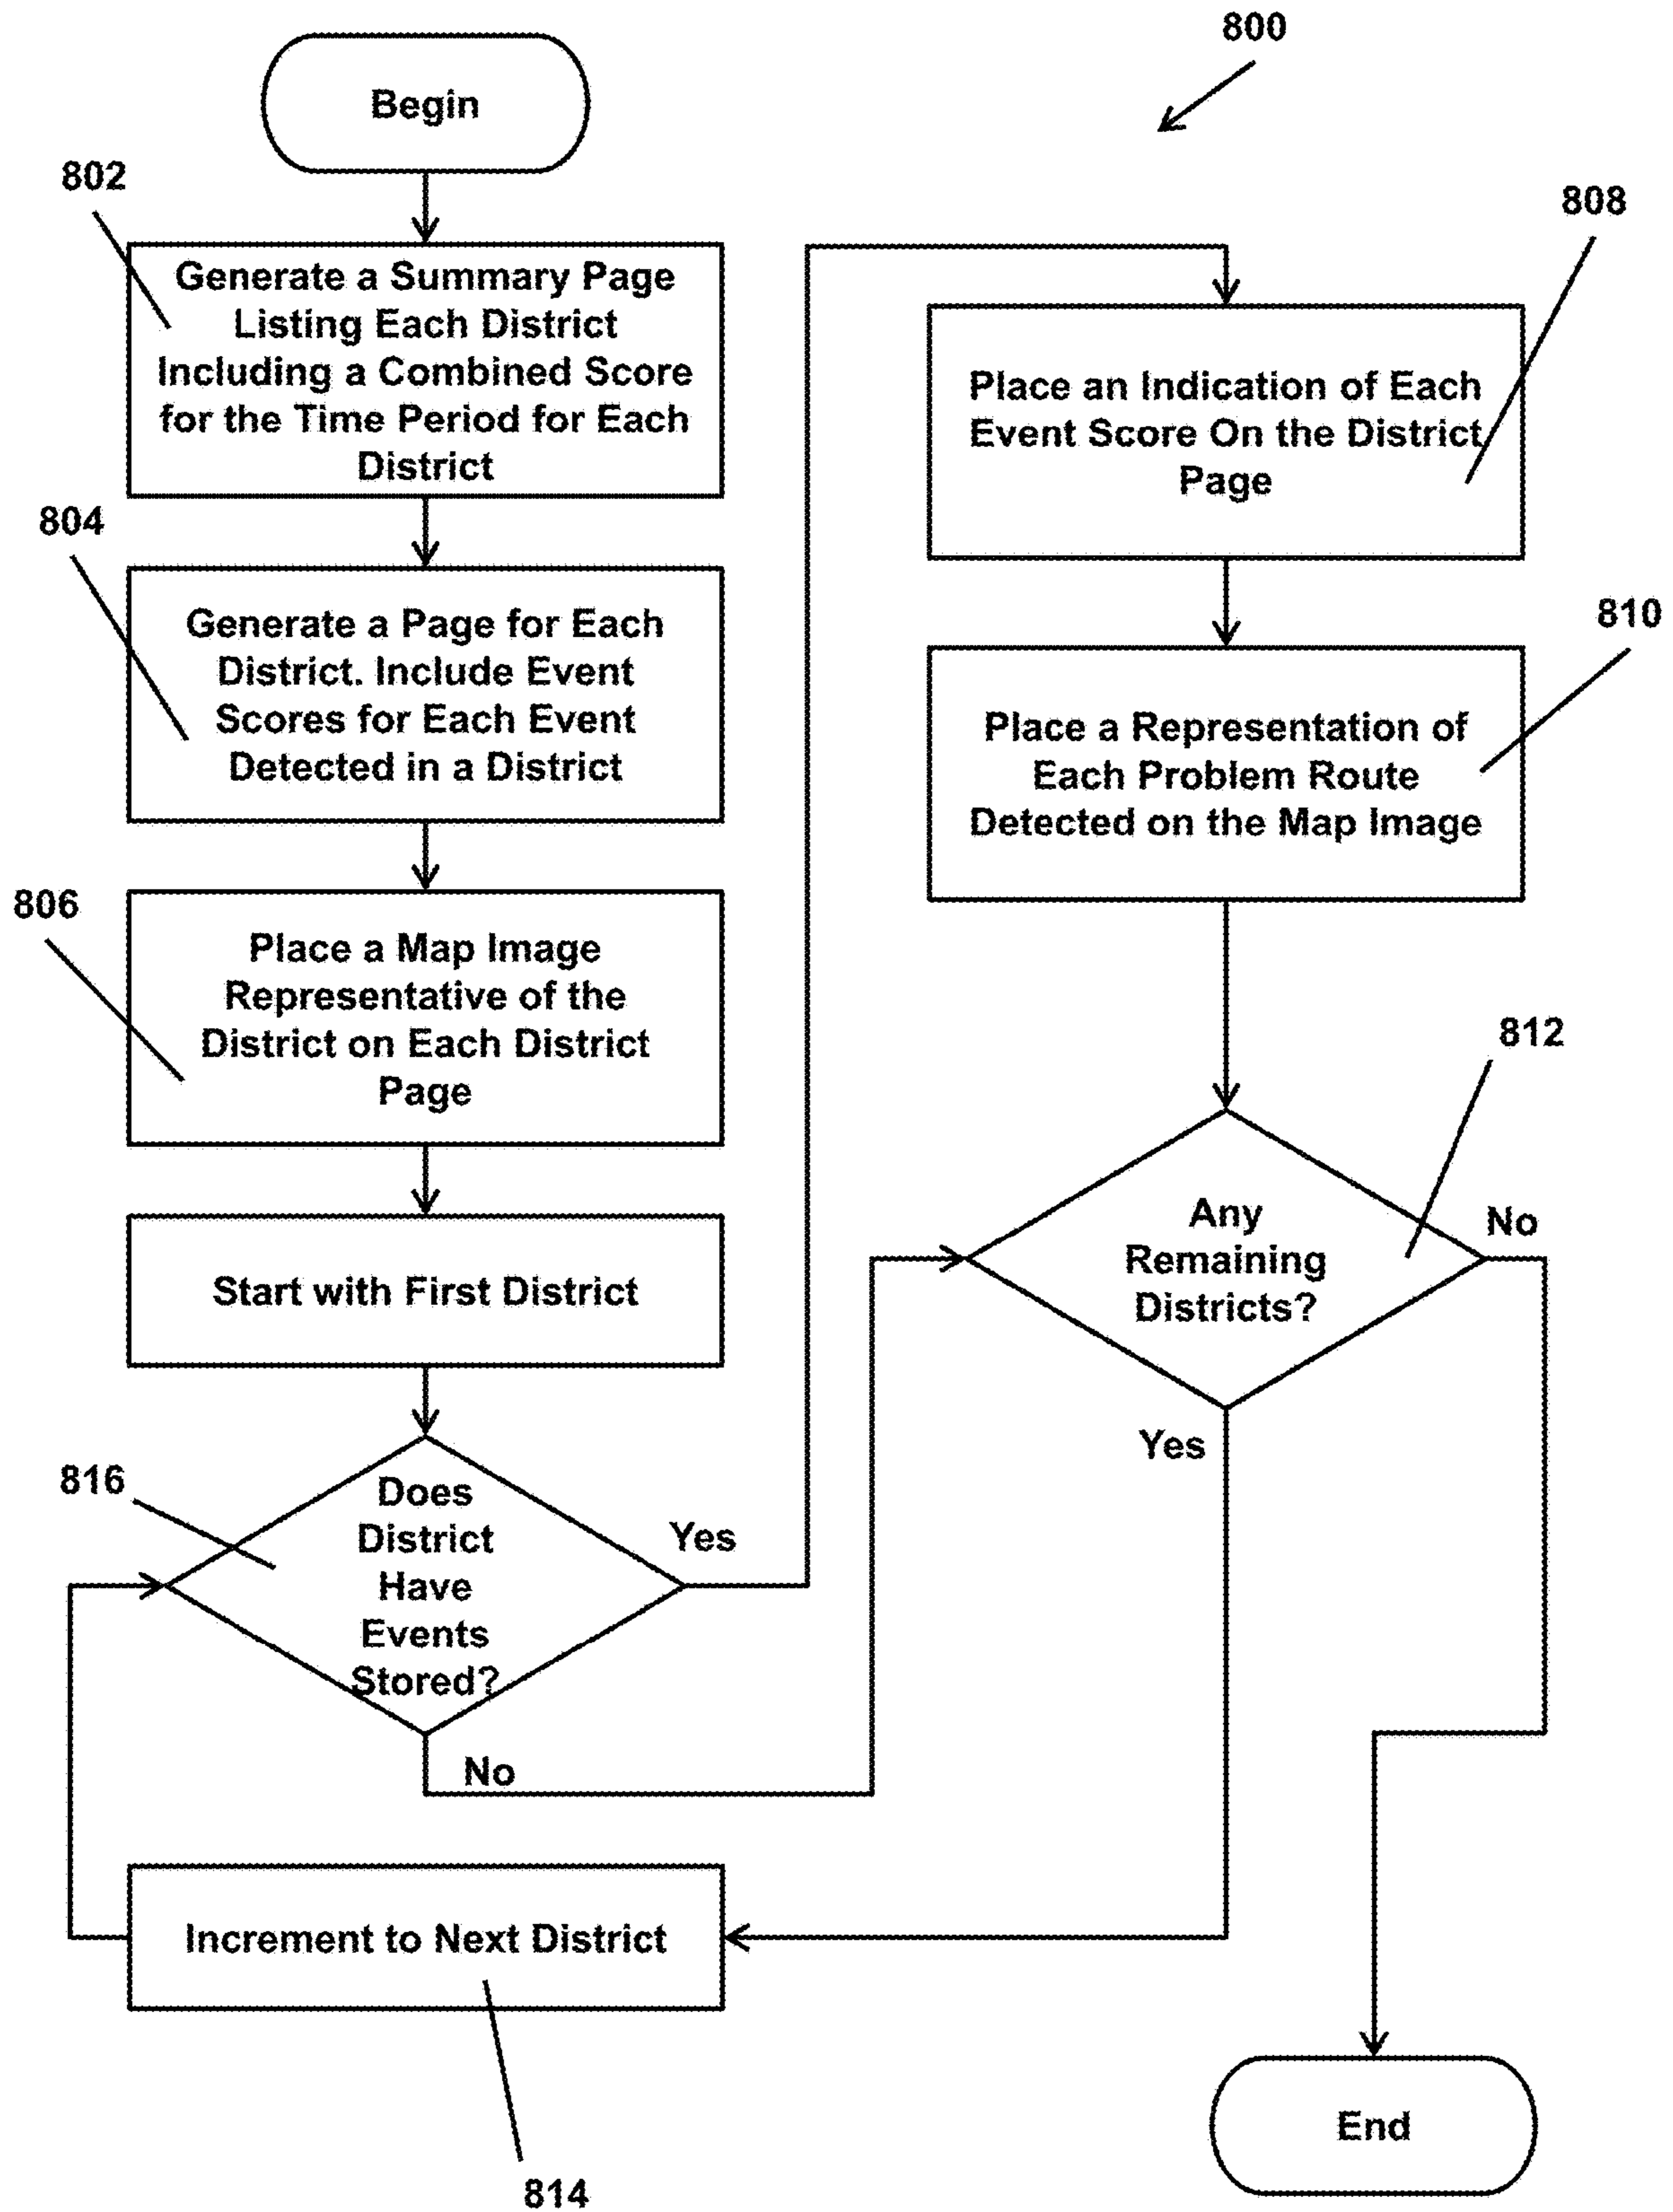 800
Begin
802
Generate a Summary Page
Listing Each District
Including a Combined Score
for the Time Period for Each
District
804
Generate a Page for Each
District. Include Event
Scores for Each Event
Detected in a District
806
Place a Map Image
Representative of the
District on Each District
Page
Start with First District
816
Does
District
Have
Events
Stored?
Yes
No
808
Place an Indication of Each
Event Score On the District
Page
810
Place a Representation of
Each Problem Route
Detected on the Map Image
812
Any
Remaining
Districts?
No
Yes
Increment to Next District
814
End